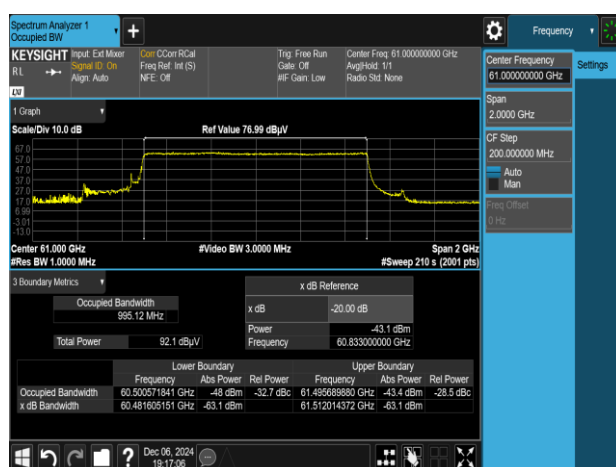 Spectrum Analyzer 1
Occupied BW
Frequency
KEYSIGHT Input: Ext Mixer Corr CCorr RCal Trig: Free Run Center Freq: 61.000000000 GHz
RL Signal ID: On Freq Ref: Int (S) Gate: Off Avg|Hold: 1/1
Align: Auto NFE: Off #IF Gain: Low Radio Std: None
LXI
Center Frequency
61.000000000 GHz
Settings
Span
2.0000 GHz
CF Step
200.000000 MHz
Auto
Man
Freq Offset
0 Hz
1 Graph
Scale/Div 10.0 dB Ref Value 76.99 dBµV
67.0
57.0
47.0
37.0
27.0
17.0
6.99
-3.01
-13.0
Center 61.000 GHz #Video BW 3.0000 MHz Span 2 GHz
#Res BW 1.0000 MHz #Sweep 210 s (2001 pts)
3 Boundary Metrics
Occupied Bandwidth
995.12 MHz
Total Power 92.1 dBµV
x dB Reference
x dB -20.00 dB
Power -43.1 dBm
Frequency 60.833000000 GHz
Lower Boundary Upper Boundary
Frequency Abs Power Rel Power Frequency Abs Power Rel Power
Occupied Bandwidth 60.500571841 GHz -48 dBm -32.7 dBc 61.495689880 GHz -43.4 dBm -28.5 dBc
x dB Bandwidth 60.481605151 GHz -63.1 dBm 61.512014372 GHz -63.1 dBm
Dec 06, 2024
19:17:06